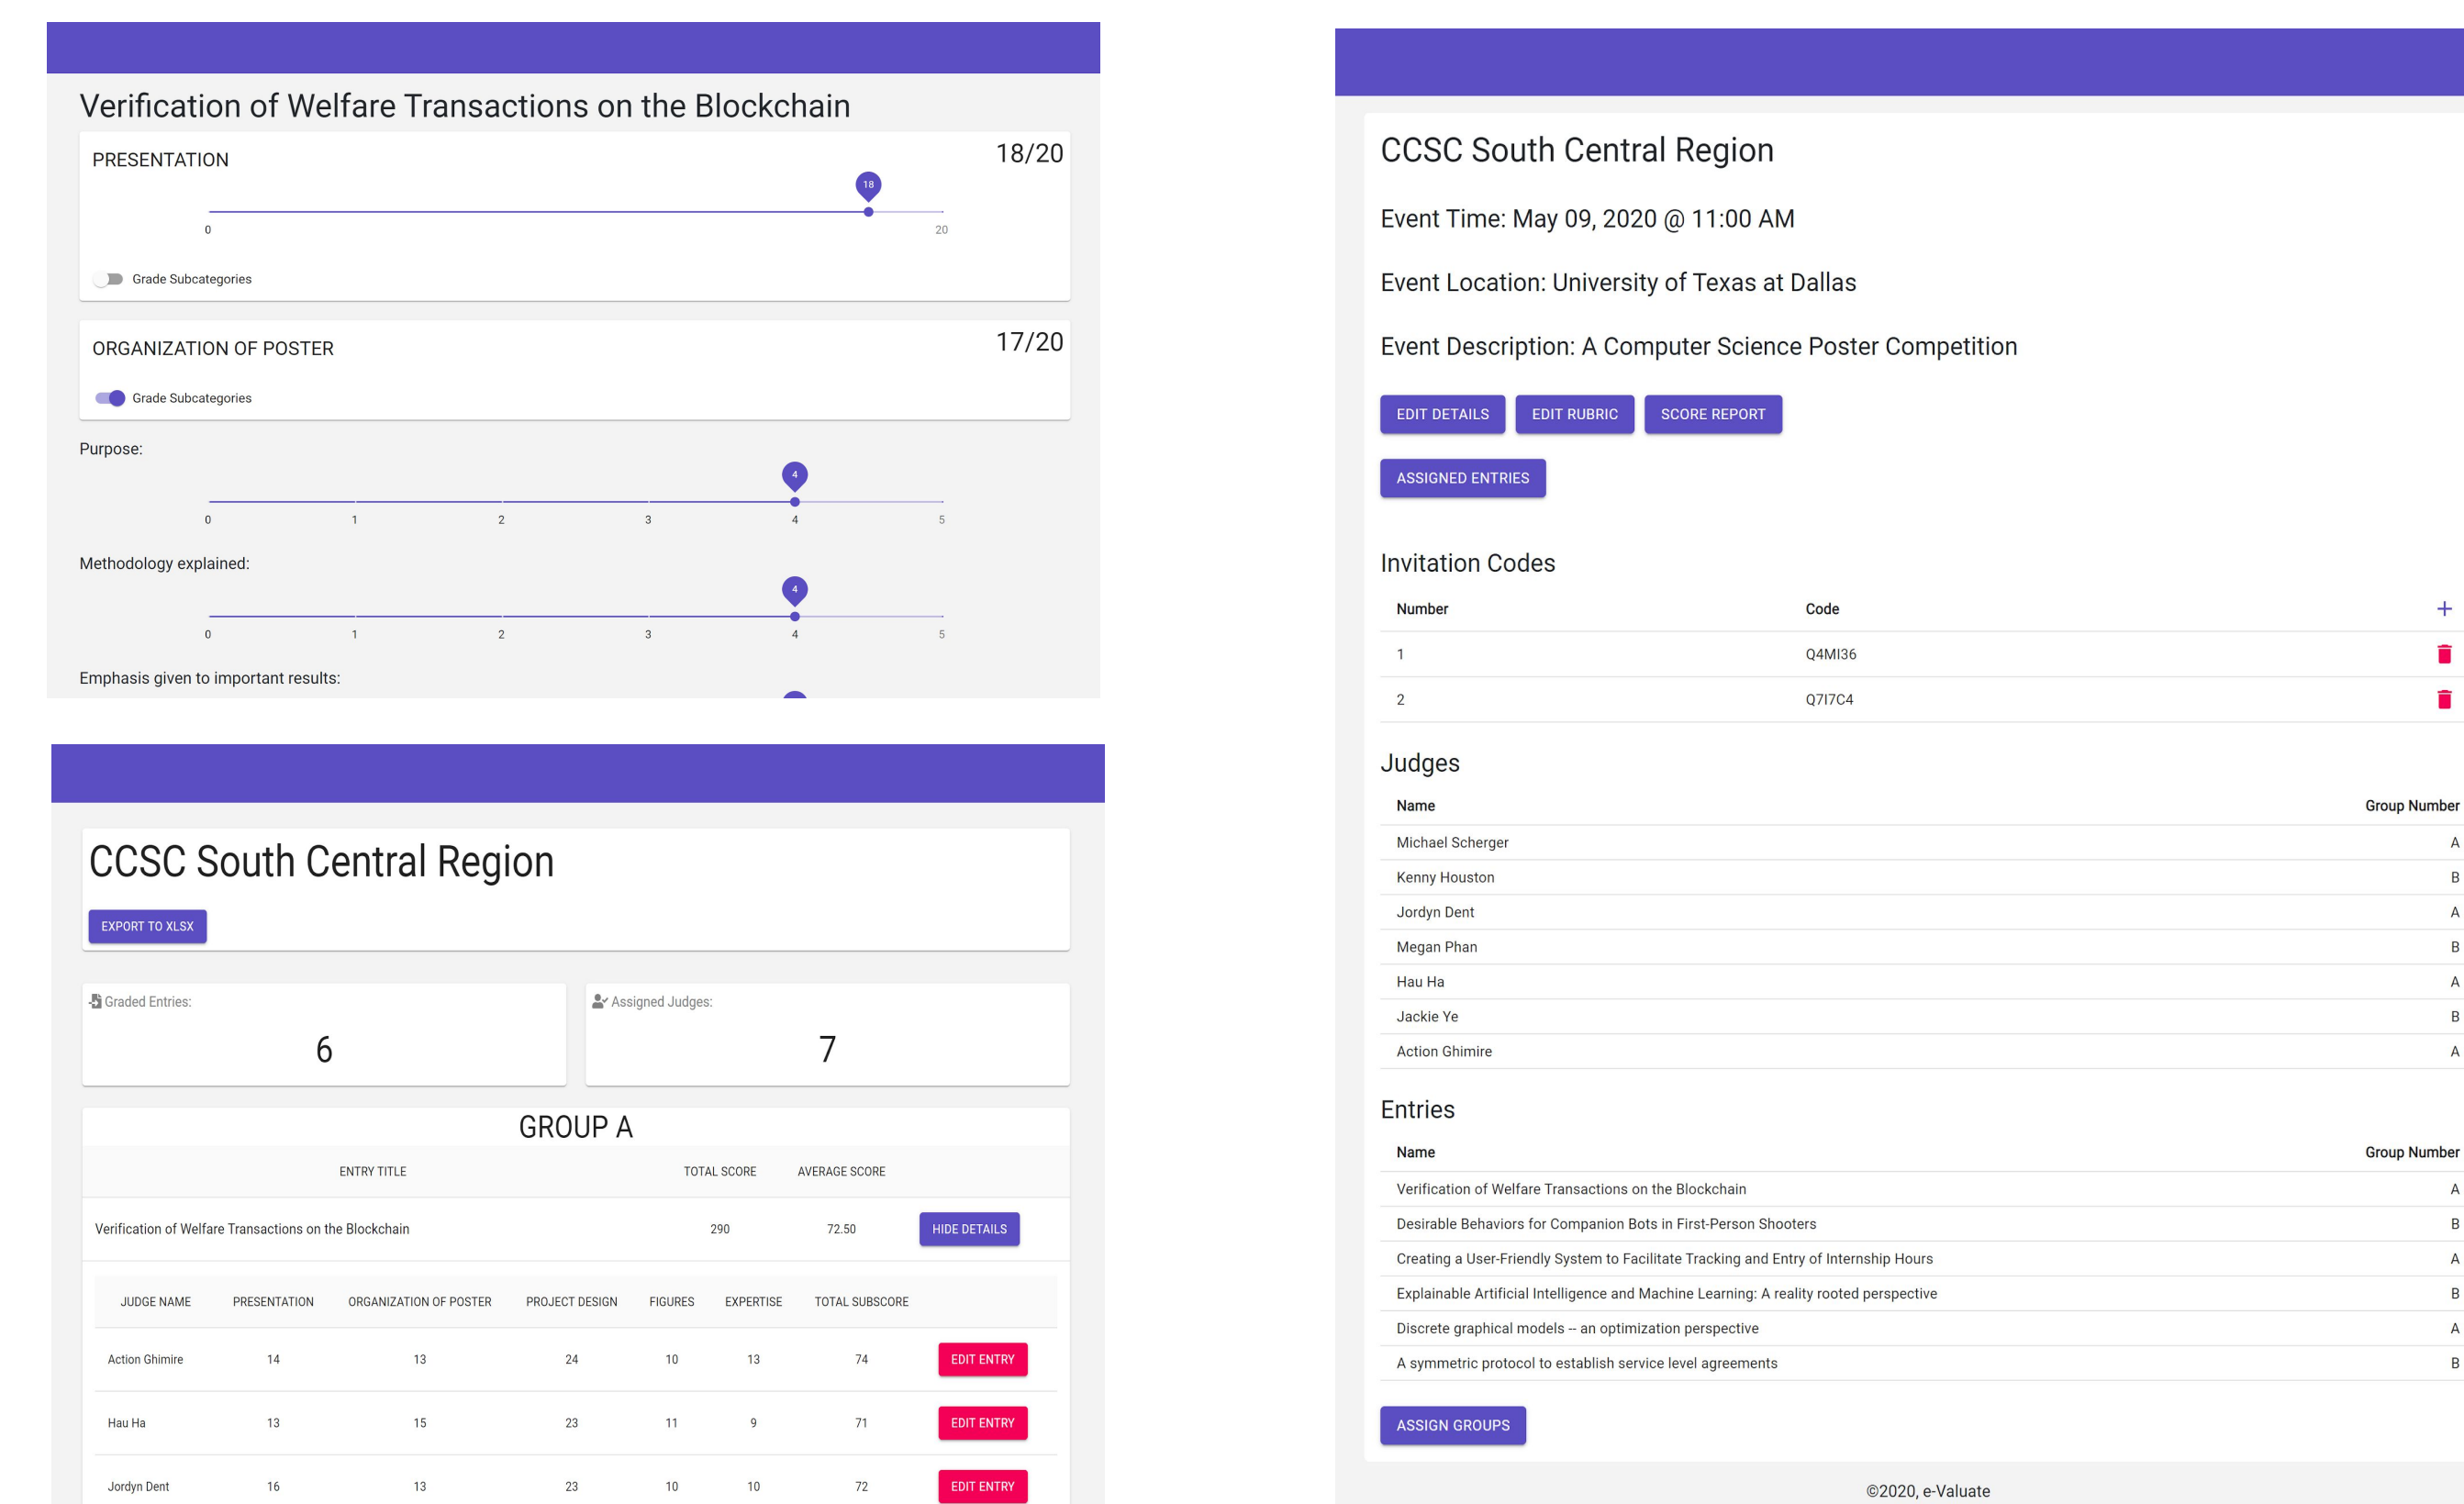 Verification of Welfare Transactions on the Blockchain
PRESENTATION 18/20
18
0 20
Grade Subcategories
ORGANIZATION OF POSTER 17/20
Grade Subcategories
Purpose:
4
0 1 2 3 4 5
Methodology explained:
4
0 1 2 3 4 5
Emphasis given to important results:
CCSC South Central Region
EXPORT TO XLSX
Graded Entries: Assigned Judges:
6 7
GROUP A
ENTRY TITLE TOTAL SCORE AVERAGE SCORE
Verification of Welfare Transactions on the Blockchain 290 72.50 HIDE DETAILS
JUDGE NAME PRESENTATION ORGANIZATION OF POSTER PROJECT DESIGN FIGURES EXPERTISE TOTAL SUBSCORE
Action Ghimire 14 13 24 10 13 74 EDIT ENTRY
Hau Ha 13 15 23 11 9 71 EDIT ENTRY
Jordyn Dent 16 13 23 10 10 72 EDIT ENTRY
CCSC South Central Region
Event Time: May 09, 2020 @ 11:00 AM
Event Location: University of Texas at Dallas
Event Description: A Computer Science Poster Competition
EDIT DETAILS EDIT RUBRIC SCORE REPORT
ASSIGNED ENTRIES
Invitation Codes
Number Code +
1 Q4MI36
2 Q7I7C4
Judges
Name Group Number
Michael Scherger A
Kenny Houston B
Jordyn Dent A
Megan Phan B
Hau Ha A
Jackie Ye B
Action Ghimire A
Entries
Name Group Number
Verification of Welfare Transactions on the Blockchain A
Desirable Behaviors for Companion Bots in First-Person Shooters B
Creating a User-Friendly System to Facilitate Tracking and Entry of Internship Hours A
Explainable Artificial Intelligence and Machine Learning: A reality rooted perspective B
Discrete graphical models -- an optimization perspective A
A symmetric protocol to establish service level agreements B
ASSIGN GROUPS
©2020, e-Valuate